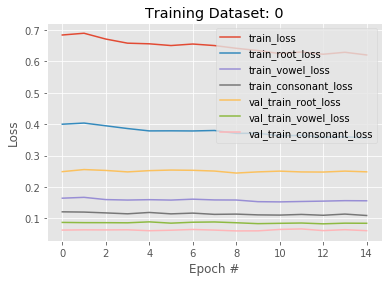 Training Dataset: 0
0.7
0.6
0.5
0.4
0.3
0.2
0.1
Loss
train_loss
train_root_loss
train_vowel_loss
train_consonant_loss
val_train_root_loss
val_train_vowel_loss
val_train_consonant_loss
0 2 4 6 8 10 12 14
Epoch #